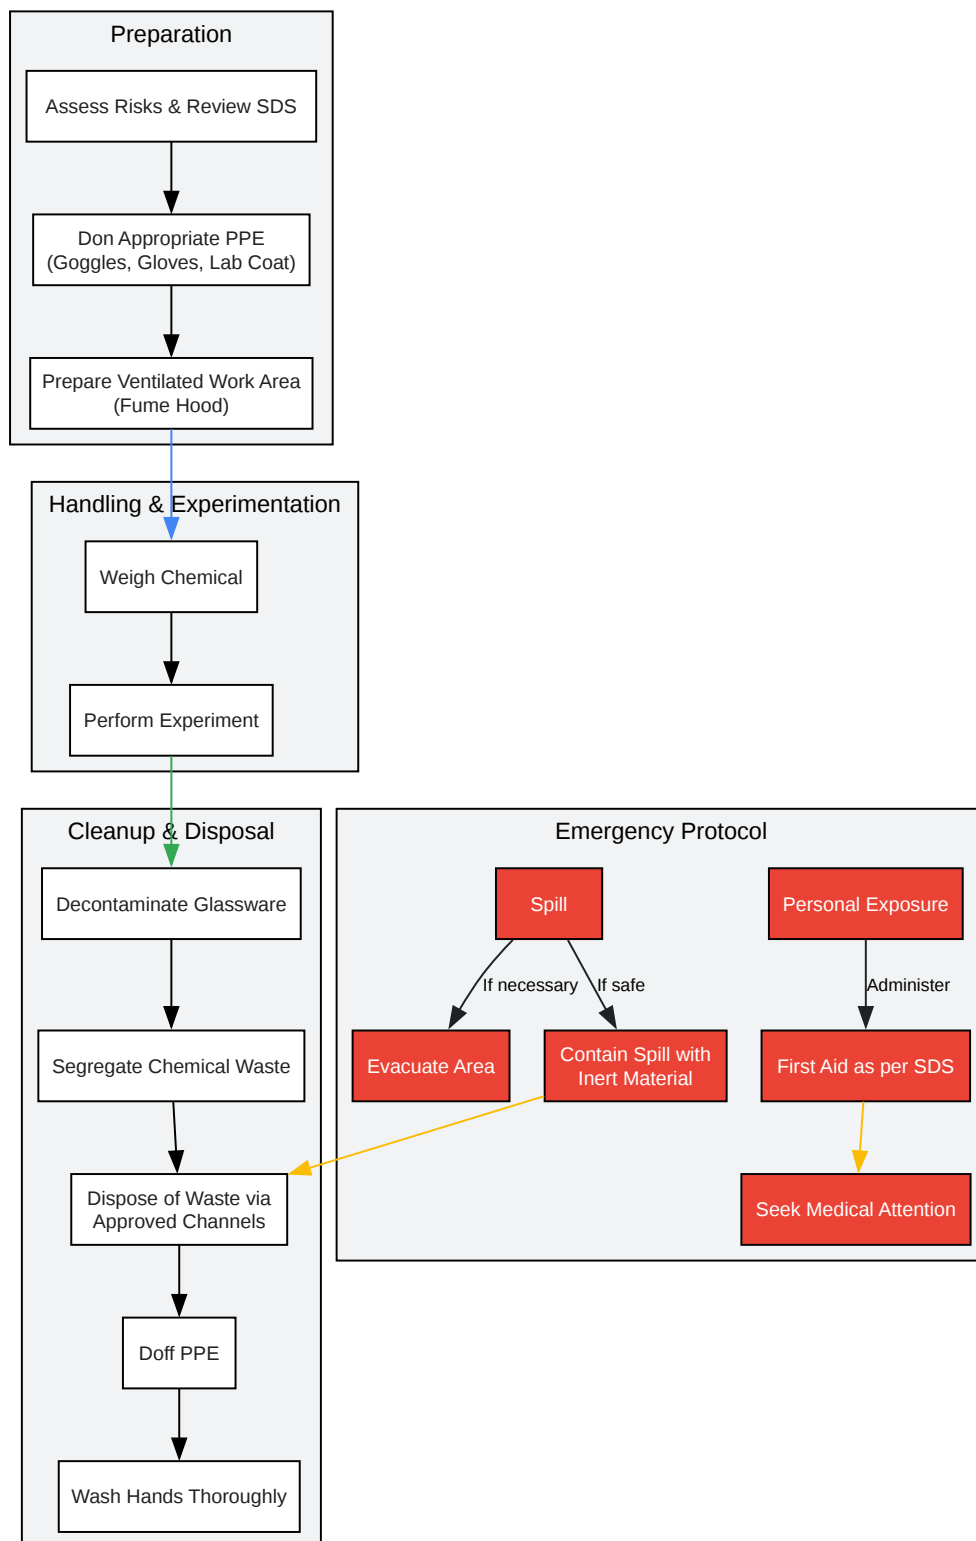 Preparation
Assess Risks & Review SDS
Don Appropriate PPE
(Goggles, Gloves, Lab Coat)
Prepare Ventilated Work Area
(Fume Hood)
Handling & Experimentation
Weigh Chemical
Perform Experiment
Cleanup & Disposal
Decontaminate Glassware
Segregate Chemical Waste
Dispose of Waste via
Approved Channels
Doff PPE
Wash Hands Thoroughly
Emergency Protocol
Spill
If necessary
If safe
Evacuate Area
Contain Spill with
Inert Material
Personal Exposure
Administer
First Aid as per SDS
Seek Medical Attention